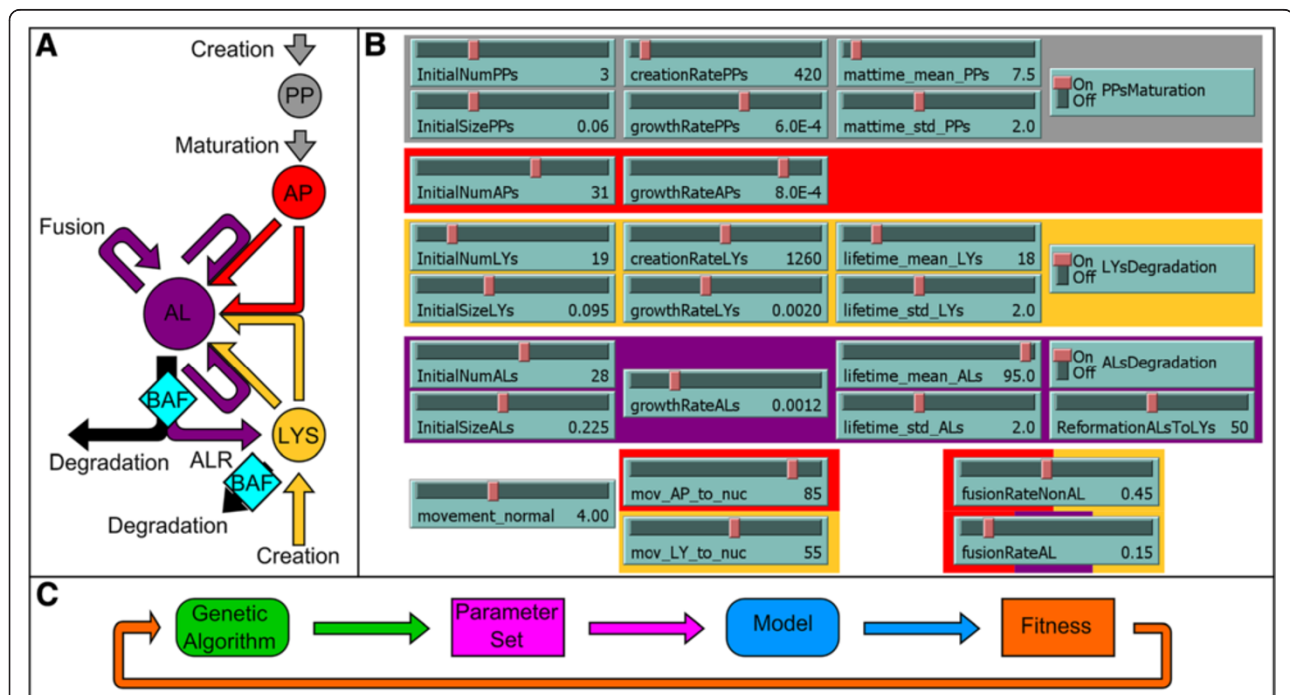 A
Creation
PP
Maturation
AP
Fusion
AL
BAF
LYS
Degradation
ALR
BAF
Degradation
Creation
B
InitialNumPPs 3
creationRatePPs 420
mattime_mean_PPs 7.5
On
Off
PPsMaturation
InitialSizePPs 0.06
growthRatePPs 6.0E-4
mattime_std_PPs 2.0
InitialNumAPs 31
growthRateAPs 8.0E-4
InitialNumLYs 19
creationRateLYs 1260
lifetime_mean_LYs 18
On
Off
LYsDegradation
InitialSizeLYs 0.095
growthRateLYs 0.0020
lifetime_std_LYs 2.0
InitialNumALs 28
growthRateALs 0.0012
lifetime_mean_ALs 95.0
On
Off
ALsDegradation
InitialSizeALs 0.225
lifetime_std_ALs 2.0
ReformationALsToLYs 50
movement_normal 4.00
mov_AP_to_nuc 85
fusionRateNonAL 0.45
mov_LY_to_nuc 55
fusionRateAL 0.15
C
Genetic
Algorithm
Parameter
Set
Model
Fitness